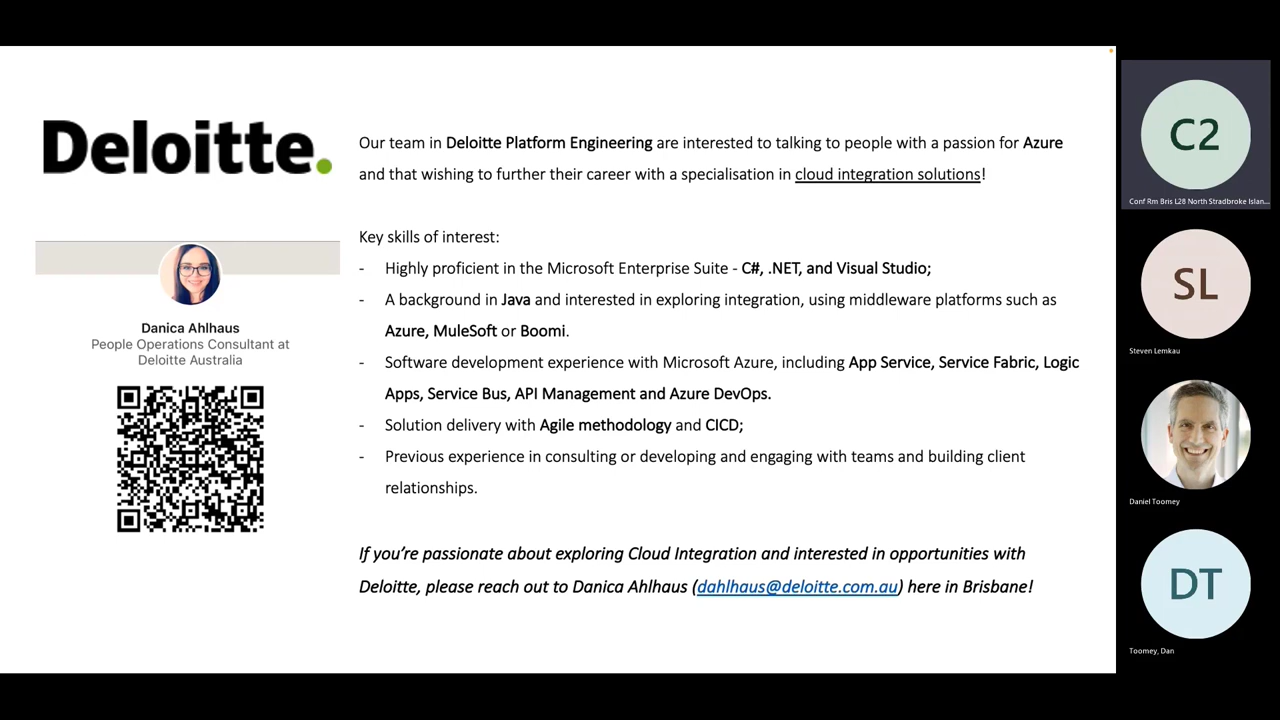 Deloitte.
Our team in Deloitte Platform Engineering are interested to talking to people with a passion for Azure
and that wishing to further their career with a specialisation in cloud integration solutions!
Key skills of interest:
- Highly proficient in the Microsoft Enterprise Suite - C#, .NET, and Visual Studio;
- A background in Java and interested in exploring integration, using middleware platforms such as
Azure, MuleSoft or Boomi.
- Software development experience with Microsoft Azure, including App Service, Service Fabric, Logic
Apps, Service Bus, API Management and Azure DevOps.
- Solution delivery with Agile methodology and CICD;
- Previous experience in consulting or developing and engaging with teams and building client
relationships.
If you’re passionate about exploring Cloud Integration and interested in opportunities with
Deloitte, please reach out to Danica Ahlhaus (dahlhaus@deloitte.com.au) here in Brisbane!
Danica Ahlhaus
People Operations Consultant at
Deloitte Australia
C2
Conf Rm Bris L28 North Stradbroke Islan...
SL
Steven Lemkau
Daniel Toomey
DT
Toomey, Dan